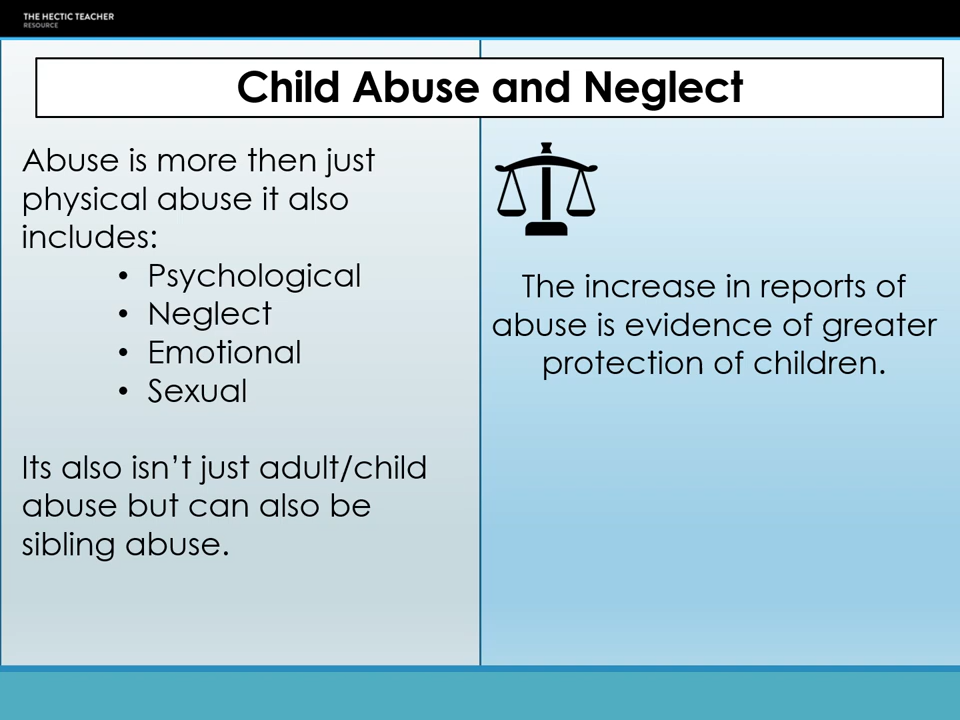 THE HECTIC TEACHER
RESOURCE
Child Abuse and Neglect
Abuse is more then just
physical abuse it also
includes:
• Psychological
• Neglect
• Emotional
• Sexual
Its also isn't just adult/child
abuse but can also be
sibling abuse.
The increase in reports of
abuse is evidence of greater
protection of children.